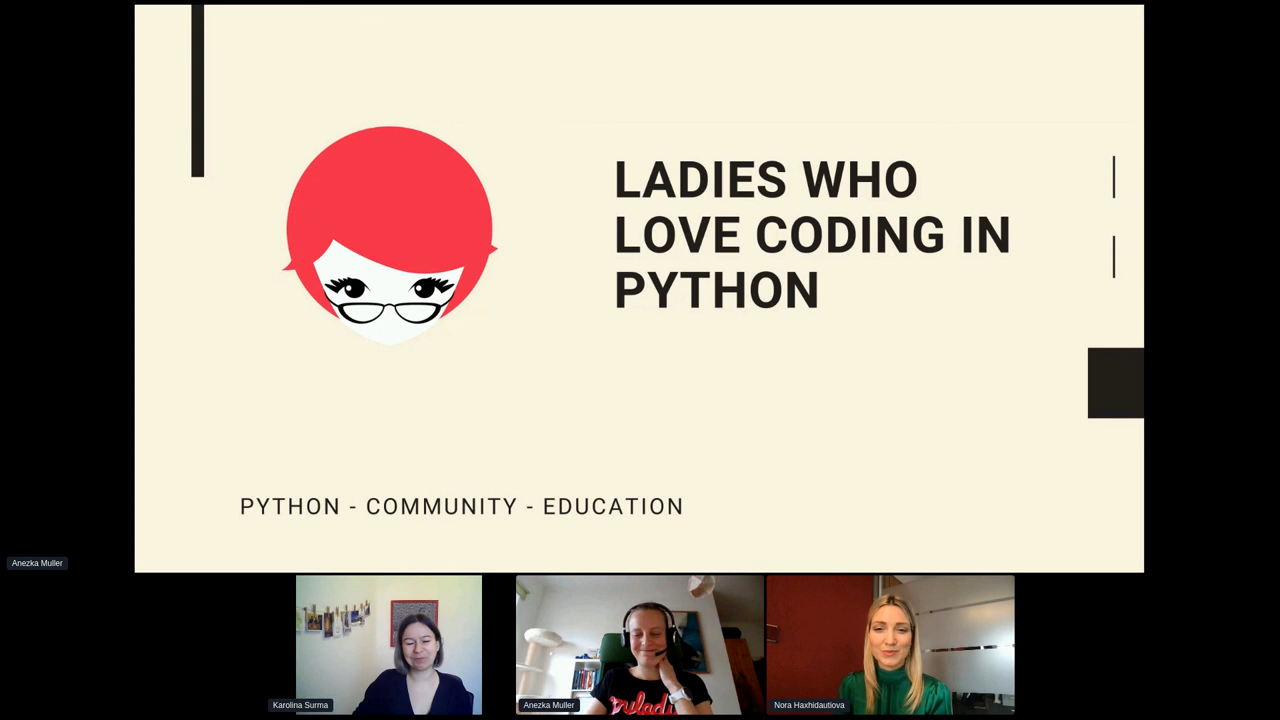 LADIES WHO
LOVE CODING IN
PYTHON
PYTHON - COMMUNITY - EDUCATION
Anezka Muller
Karolina Surma
Anezka Muller
Nora Haxhidautiova